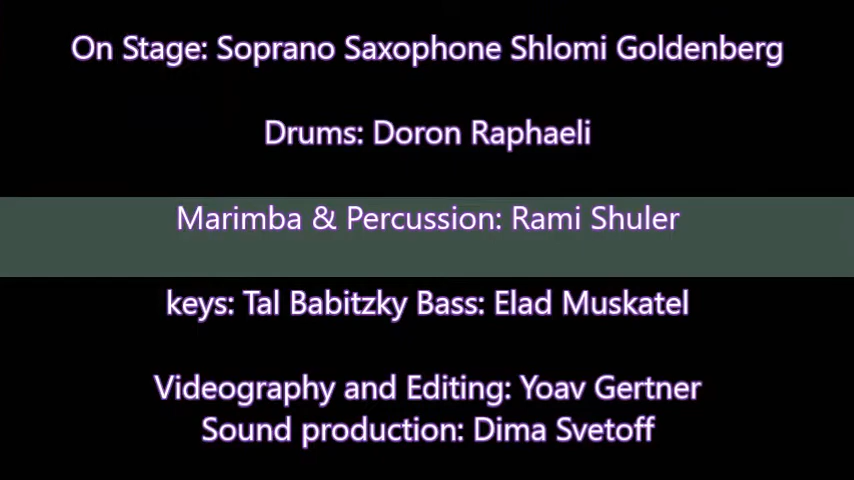 On Stage: Soprano Saxophone Shlomi Goldenberg
Drums: Doron Raphaeli
Marimba & Percussion: Rami Shuler
keys: Tal Babitzky Bass: Elad Muskatel
Videography and Editing: Yoav Gertner
Sound production: Dima Svetoff